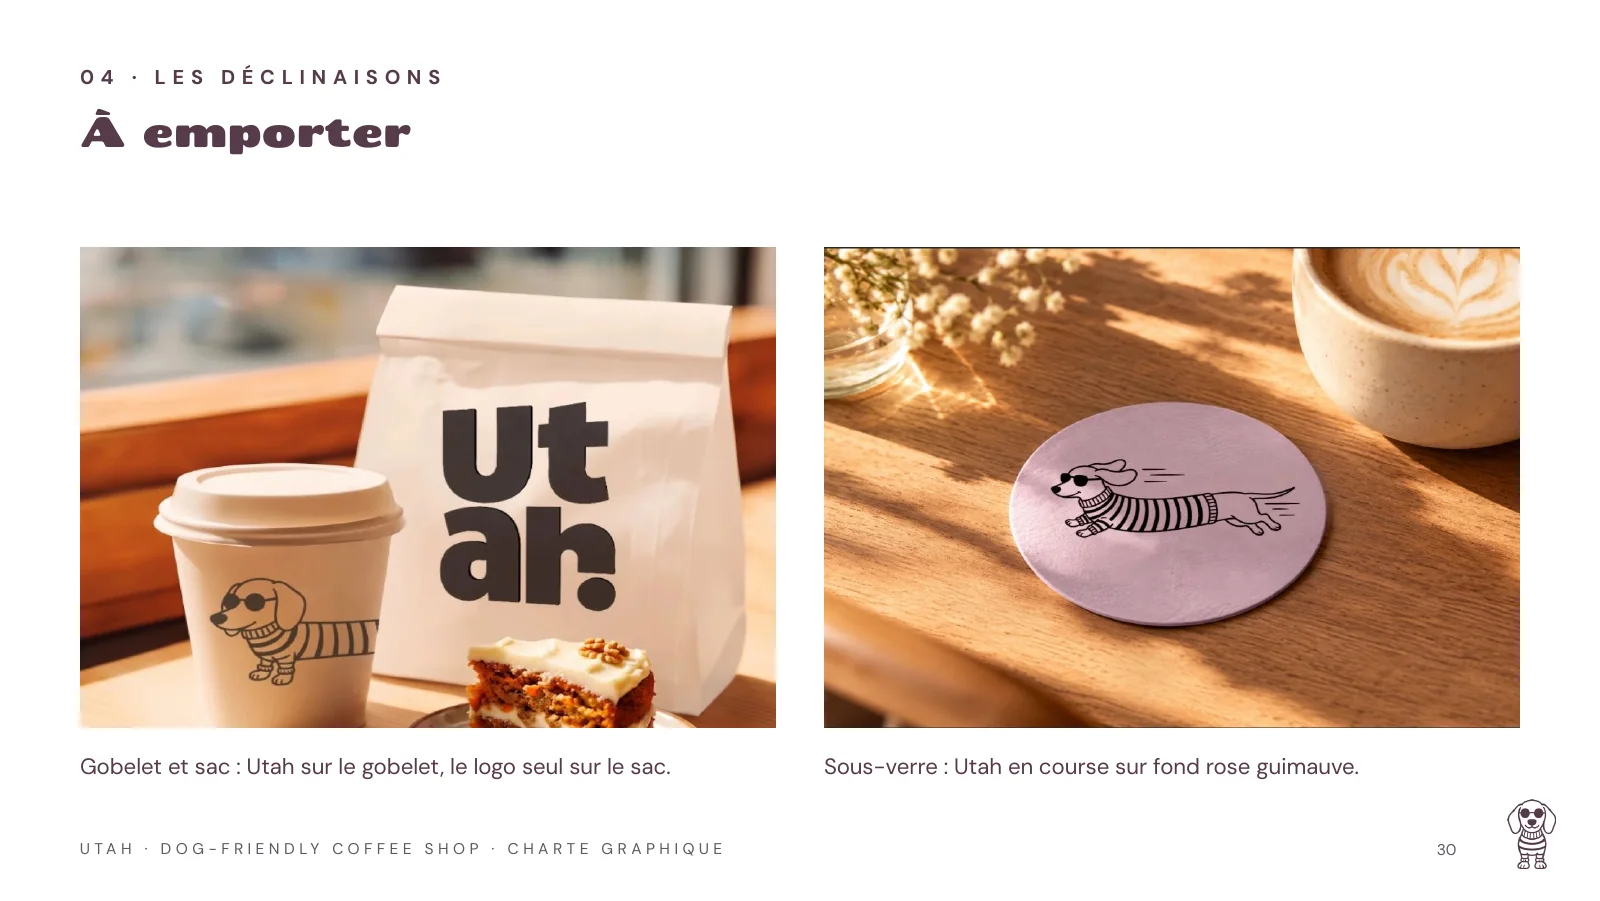 04 · LES DÉCLINAISONS
À emporter
ut
ah.
Gobelet et sac : Utah sur le gobelet, le logo seul sur le sac.
Sous-verre : Utah en course sur fond rose guimauve.
UTAH · DOG-FRIENDLY COFFEE SHOP · CHARTE GRAPHIQUE
30